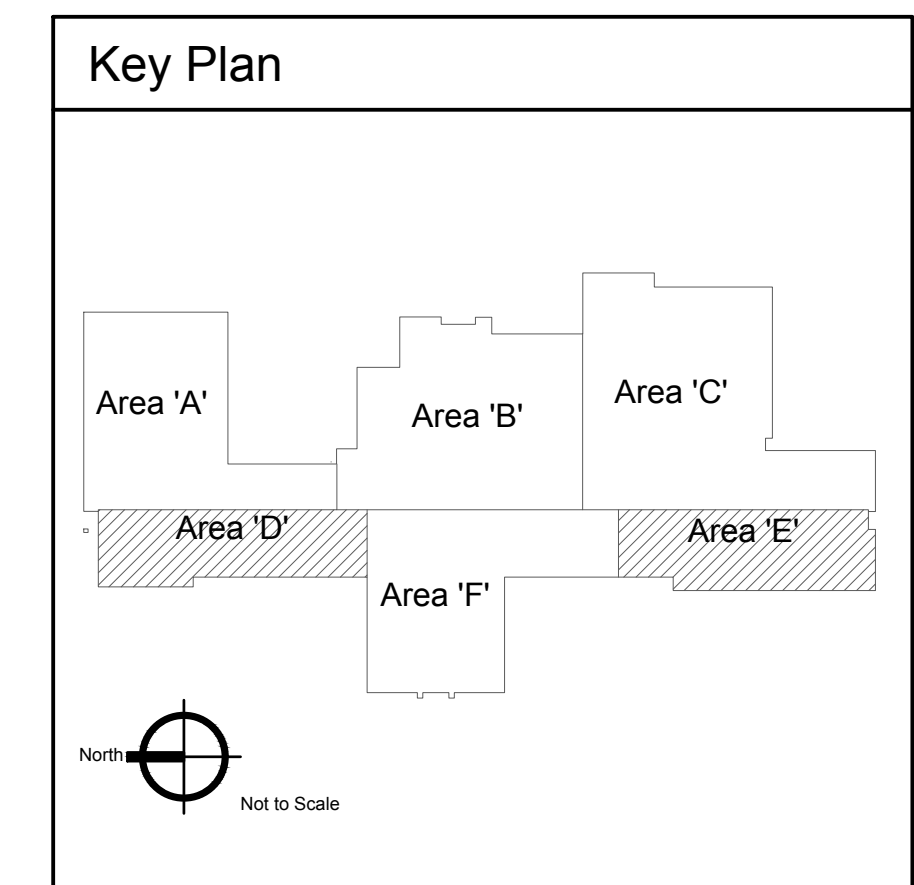 Key Plan
Area 'A'
Area 'B'
Area 'C'
Area 'D'
Area 'E'
Area 'F'
North
Not to Scale